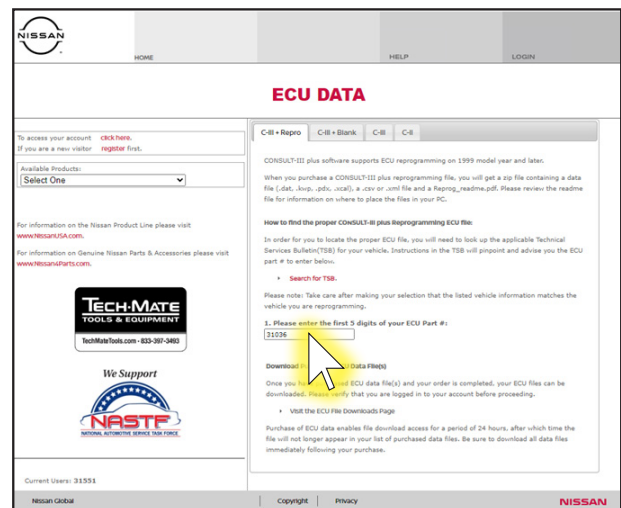 NISSAN
HOME
HELP
LOGIN
ECU DATA
To access your account click here.
If you are a new visitor register first.
Available Products:
Select One
For information on the Nissan Product Line please visit
www.NissanUSA.com.
For information on Genuine Nissan Parts & Accessories please visit
www.Nissan4Parts.com.
TECH-MATE
TOOLS & EQUIPMENT
TechMateTools.com - 833-397-3493
We Support
NASTF
NATIONAL AUTOMOTIVE SERVICE TASK FORCE
Current Users: 31551
C-III + Repro
C-III + Blank
C-III
C-II
CONSULT-III plus software supports ECU reprogramming on 1999 model year and later.
When you purchase a CONSULT-III plus reprogramming file, you will get a zip file containing a data
file (.dat, .kwp, .pdx, .xcal), a .csv or .xml file and a Reprog_readme.pdf. Please review the readme
file for information on where to place the files in your PC.
How to find the proper CONSULT-III plus Reprogramming ECU file:
In order for you to locate the proper ECU file, you will need to look up the applicable Technical
Services Bulletin(TSB) for your vehicle. Instructions in the TSB will pinpoint and advise you the ECU
part # to enter below.
Search for TSB.
Please note: Take care after making your selection that the listed vehicle information matches the
vehicle you are reprogramming.
1. Please enter the first 5 digits of your ECU Part #:
31036
Download Data File(s)
Once you ECU data file(s) and your order is completed, your ECU files can be
downloaded. Please verify that you are logged in to your account before proceeding.
Visit the ECU File Downloads Page
Purchase of ECU data enables file download access for a period of 24 hours, after which time the
file will not longer appear in your list of purchased data files. Be sure to download all data files
immediately following your purchase.
Nissan Global
Copyright
Privacy
NISSAN